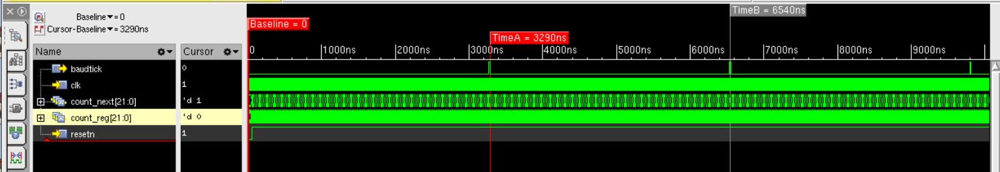 TimeB = 6540ns
Baseline▼= 0
Cursor-Baseline▼= 3290ns
Baseline = 0
TimeA = 3290ns
Name Cursor 0 1000ns 2000ns 3000ns 4000ns 5000ns 6000ns 7000ns 8000ns 9000ns
baudtick 0
clk 1
count_next[21:0] 'd 1
count_reg[21:0] 'd 0
resetn 1